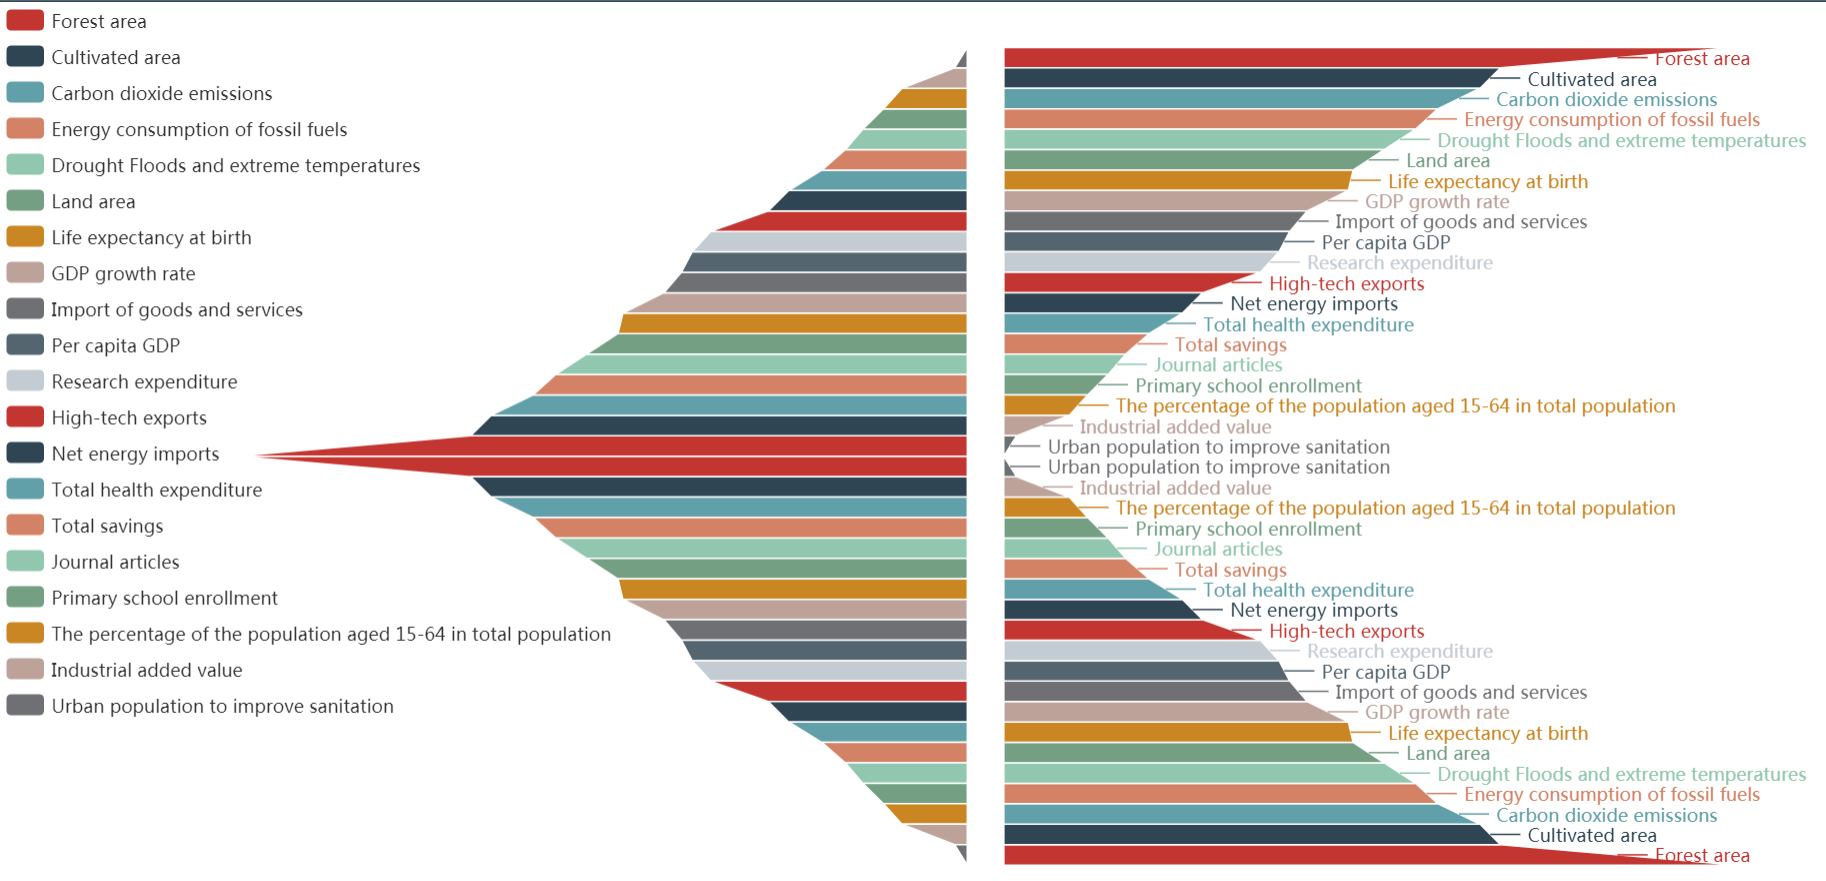 Forest area
Cultivated area
Carbon dioxide emissions
Energy consumption of fossil fuels
Drought Floods and extreme temperatures
Land area
Life expectancy at birth
GDP growth rate
Import of goods and services
Per capita GDP
Research expenditure
High-tech exports
Net energy imports
Total health expenditure
Total savings
Journal articles
Primary school enrollment
The percentage of the population aged 15-64 in total population
Industrial added value
Urban population to improve sanitation
Forest area
Cultivated area
Carbon dioxide emissions
Energy consumption of fossil fuels
Drought Floods and extreme temperatures
Land area
Life expectancy at birth
GDP growth rate
Import of goods and services
Per capita GDP
Research expenditure
High-tech exports
Net energy imports
Total health expenditure
Total savings
Journal articles
Primary school enrollment
The percentage of the population aged 15-64 in total population
Industrial added value
Urban population to improve sanitation
Urban population to improve sanitation
Industrial added value
The percentage of the population aged 15-64 in total population
Primary school enrollment
Journal articles
Total savings
Total health expenditure
Net energy imports
High-tech exports
Research expenditure
Per capita GDP
Import of goods and services
GDP growth rate
Life expectancy at birth
Land area
Drought Floods and extreme temperatures
Energy consumption of fossil fuels
Carbon dioxide emissions
Cultivated area
Forest area